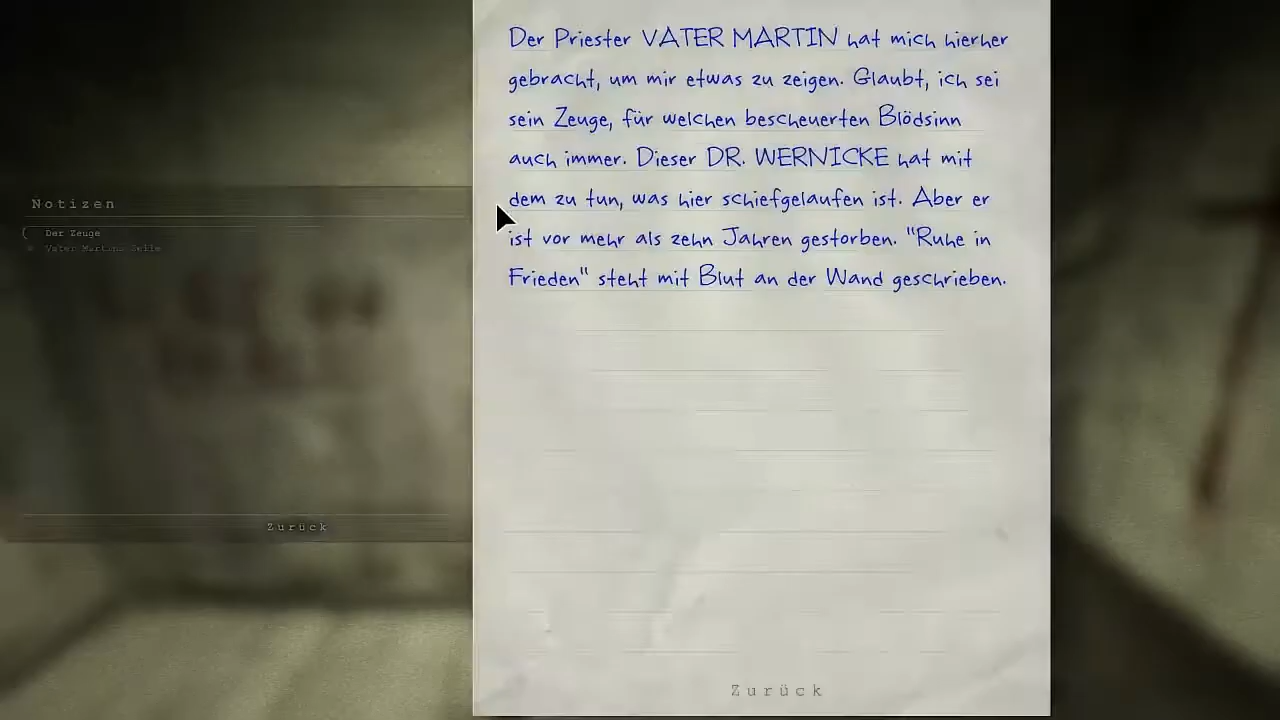 Notizen
Der Zeuge
Vater Martins Seite
Zurück
Der Priester VATER MARTIN hat mich hierher
gebracht, um mir etwas zu zeigen. Glaubt, ich sei
sein Zeuge, für welchen bescheuerten Blödsinn
auch immer. Dieser DR. WERNICKE hat mit
dem zu tun, was hier schiefgelaufen ist. Aber er
ist vor mehr als zehn Jahren gestorben. "Ruhe in
Frieden" steht mit Blut an der Wand geschrieben.
Zurück